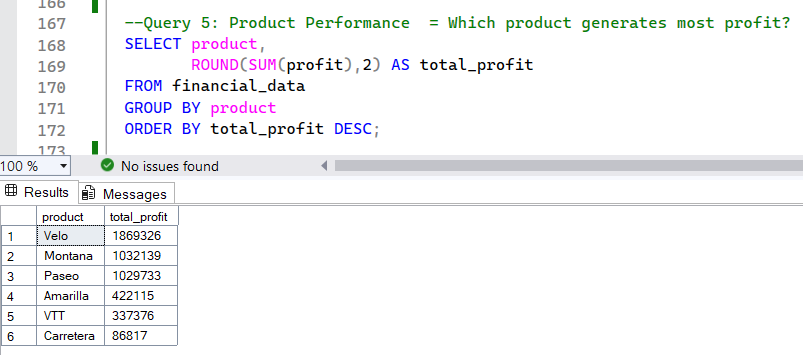 166
167 --Query 5: Product Performance  = Which product generates most profit?
168 SELECT product,
169 ROUND(SUM(profit),2) AS total_profit
170 FROM financial_data
171 GROUP BY product
172 ORDER BY total_profit DESC;
173
100 % No issues found
Results Messages
product total_profit
1 Velo 1869326
2 Montana 1032139
3 Paseo 1029733
4 Amarilla 422115
5 VTT 337376
6 Carretera 86817